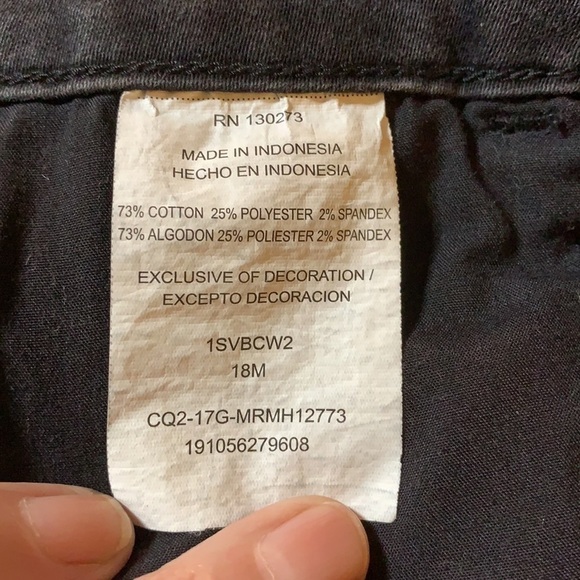 RN 130273
MADE IN INDONESIA
HECHO EN INDONESIA
73% COTTON 25% POLYESTER 2% SPANDEX
73% ALGODON 25% POLIESTER 2% SPANDEX
EXCLUSIVE OF DECORATION /
EXCEPTO DECORACION
1SVBCW2
18M
CQ2-17G-MRMH12773
191056279608